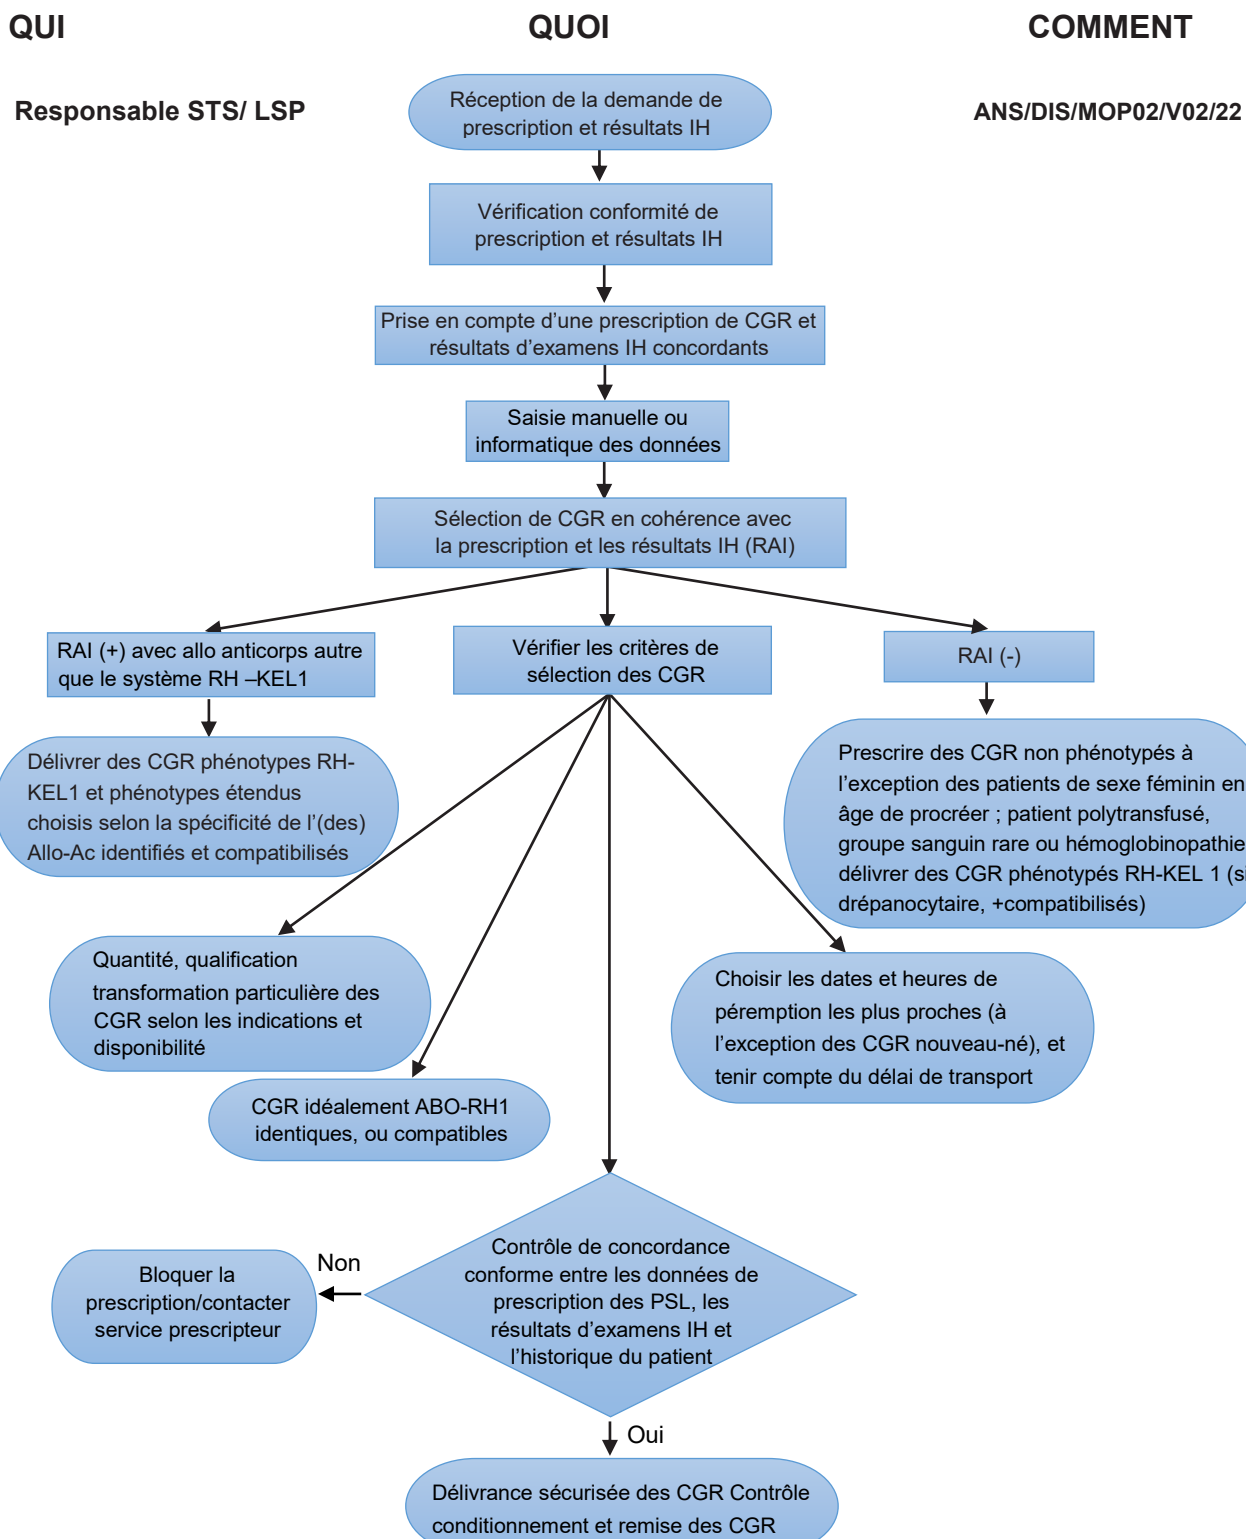 QUI
QUOI
COMMENT
Responsable STS/ LSP
Réception de la demande de
prescription et résultats IH
ANS/DIS/MOP02/V02/22
Vérification conformité de
prescription et résultats IH
Prise en compte d’une prescription de CGR et
résultats d’examens IH concordants
Saisie manuelle ou
informatique des données
Sélection de CGR en cohérence avec
la prescription et les résultats IH (RAI)
RAI (+) avec allo anticorps autre
que le système RH –KEL1
Vérifier les critères de
sélection des CGR
RAI (-)
Délivrer des CGR phénotypes RH-
KEL1 et phénotypes étendus
choisis selon la spécificité de l’(des)
Allo-Ac identifiés et compatibilisés
Prescrire des CGR non phénotypés à
l’exception des patients de sexe féminin en
âge de procréer ; patient polytransfusé,
groupe sanguin rare ou hémoglobinopathie
délivrer des CGR phénotypés RH-KEL 1 (si
drépanocytaire, +compatibilisés)
Quantité, qualification
transformation particulière des
CGR selon les indications et
disponibilité
Choisir les dates et heures de
péremption les plus proches (à
l’exception des CGR nouveau-né), et
tenir compte du délai de transport
CGR idéalement ABO-RH1
identiques, ou compatibles
Contrôle de concordance
conforme entre les données de
prescription des PSL, les
résultats d’examens IH et
l’historique du patient
Non
Bloquer la
prescription/contacter
service prescripteur
Oui
Délivrance sécurisée des CGR Contrôle
conditionnement et remise des CGR